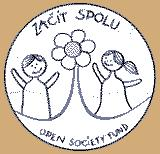 ZAČÍT SPOLU
OPEN SOCIETY FUND